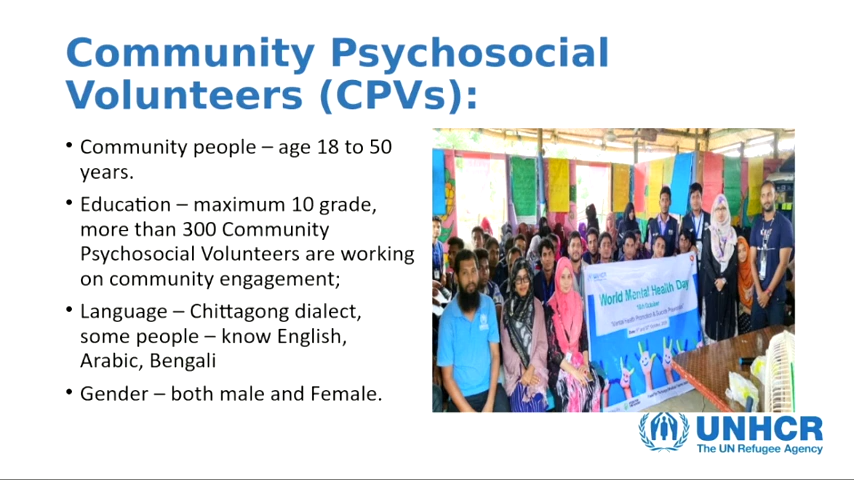 Community Psychosocial
Volunteers (CPVs):
• Community people – age 18 to 50
years.
• Education – maximum 10 grade,
more than 300 Community
Psychosocial Volunteers are working
on community engagement;
• Language – Chittagong dialect,
some people – know English,
Arabic, Bengali
• Gender – both male and Female.
World Mental Health Day
UNHCR
The UN Refugee Agency